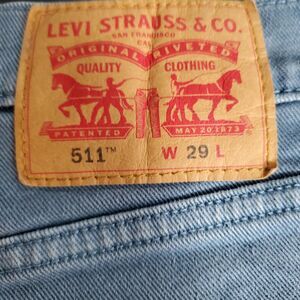 LEVI STRAUSS & CO.
SAN FRANCISCO
CAL
ORIGINAL RIVETED
QUALITY CLOTHING
PATENTED MAY 20 1873
511™ W 29 L